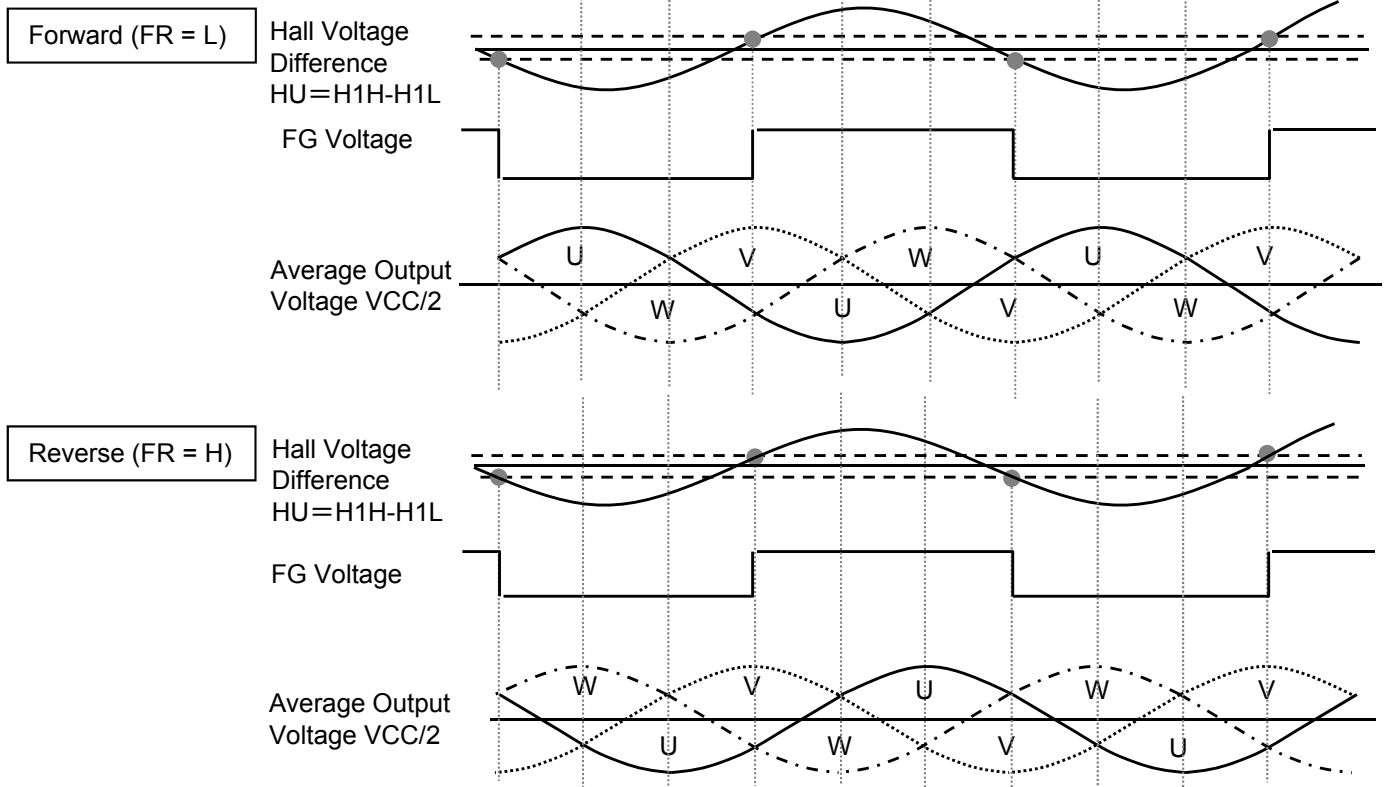 Forward (FR = L)
Hall Voltage
Difference
HU＝H1H-H1L
FG Voltage
Average Output
Voltage VCC/2
U
V
W
U
V
W
U
V
W
Reverse (FR = H)
Hall Voltage
Difference
HU＝H1H-H1L
FG Voltage
Average Output
Voltage VCC/2
W
V
U
W
V
U
W
V
U